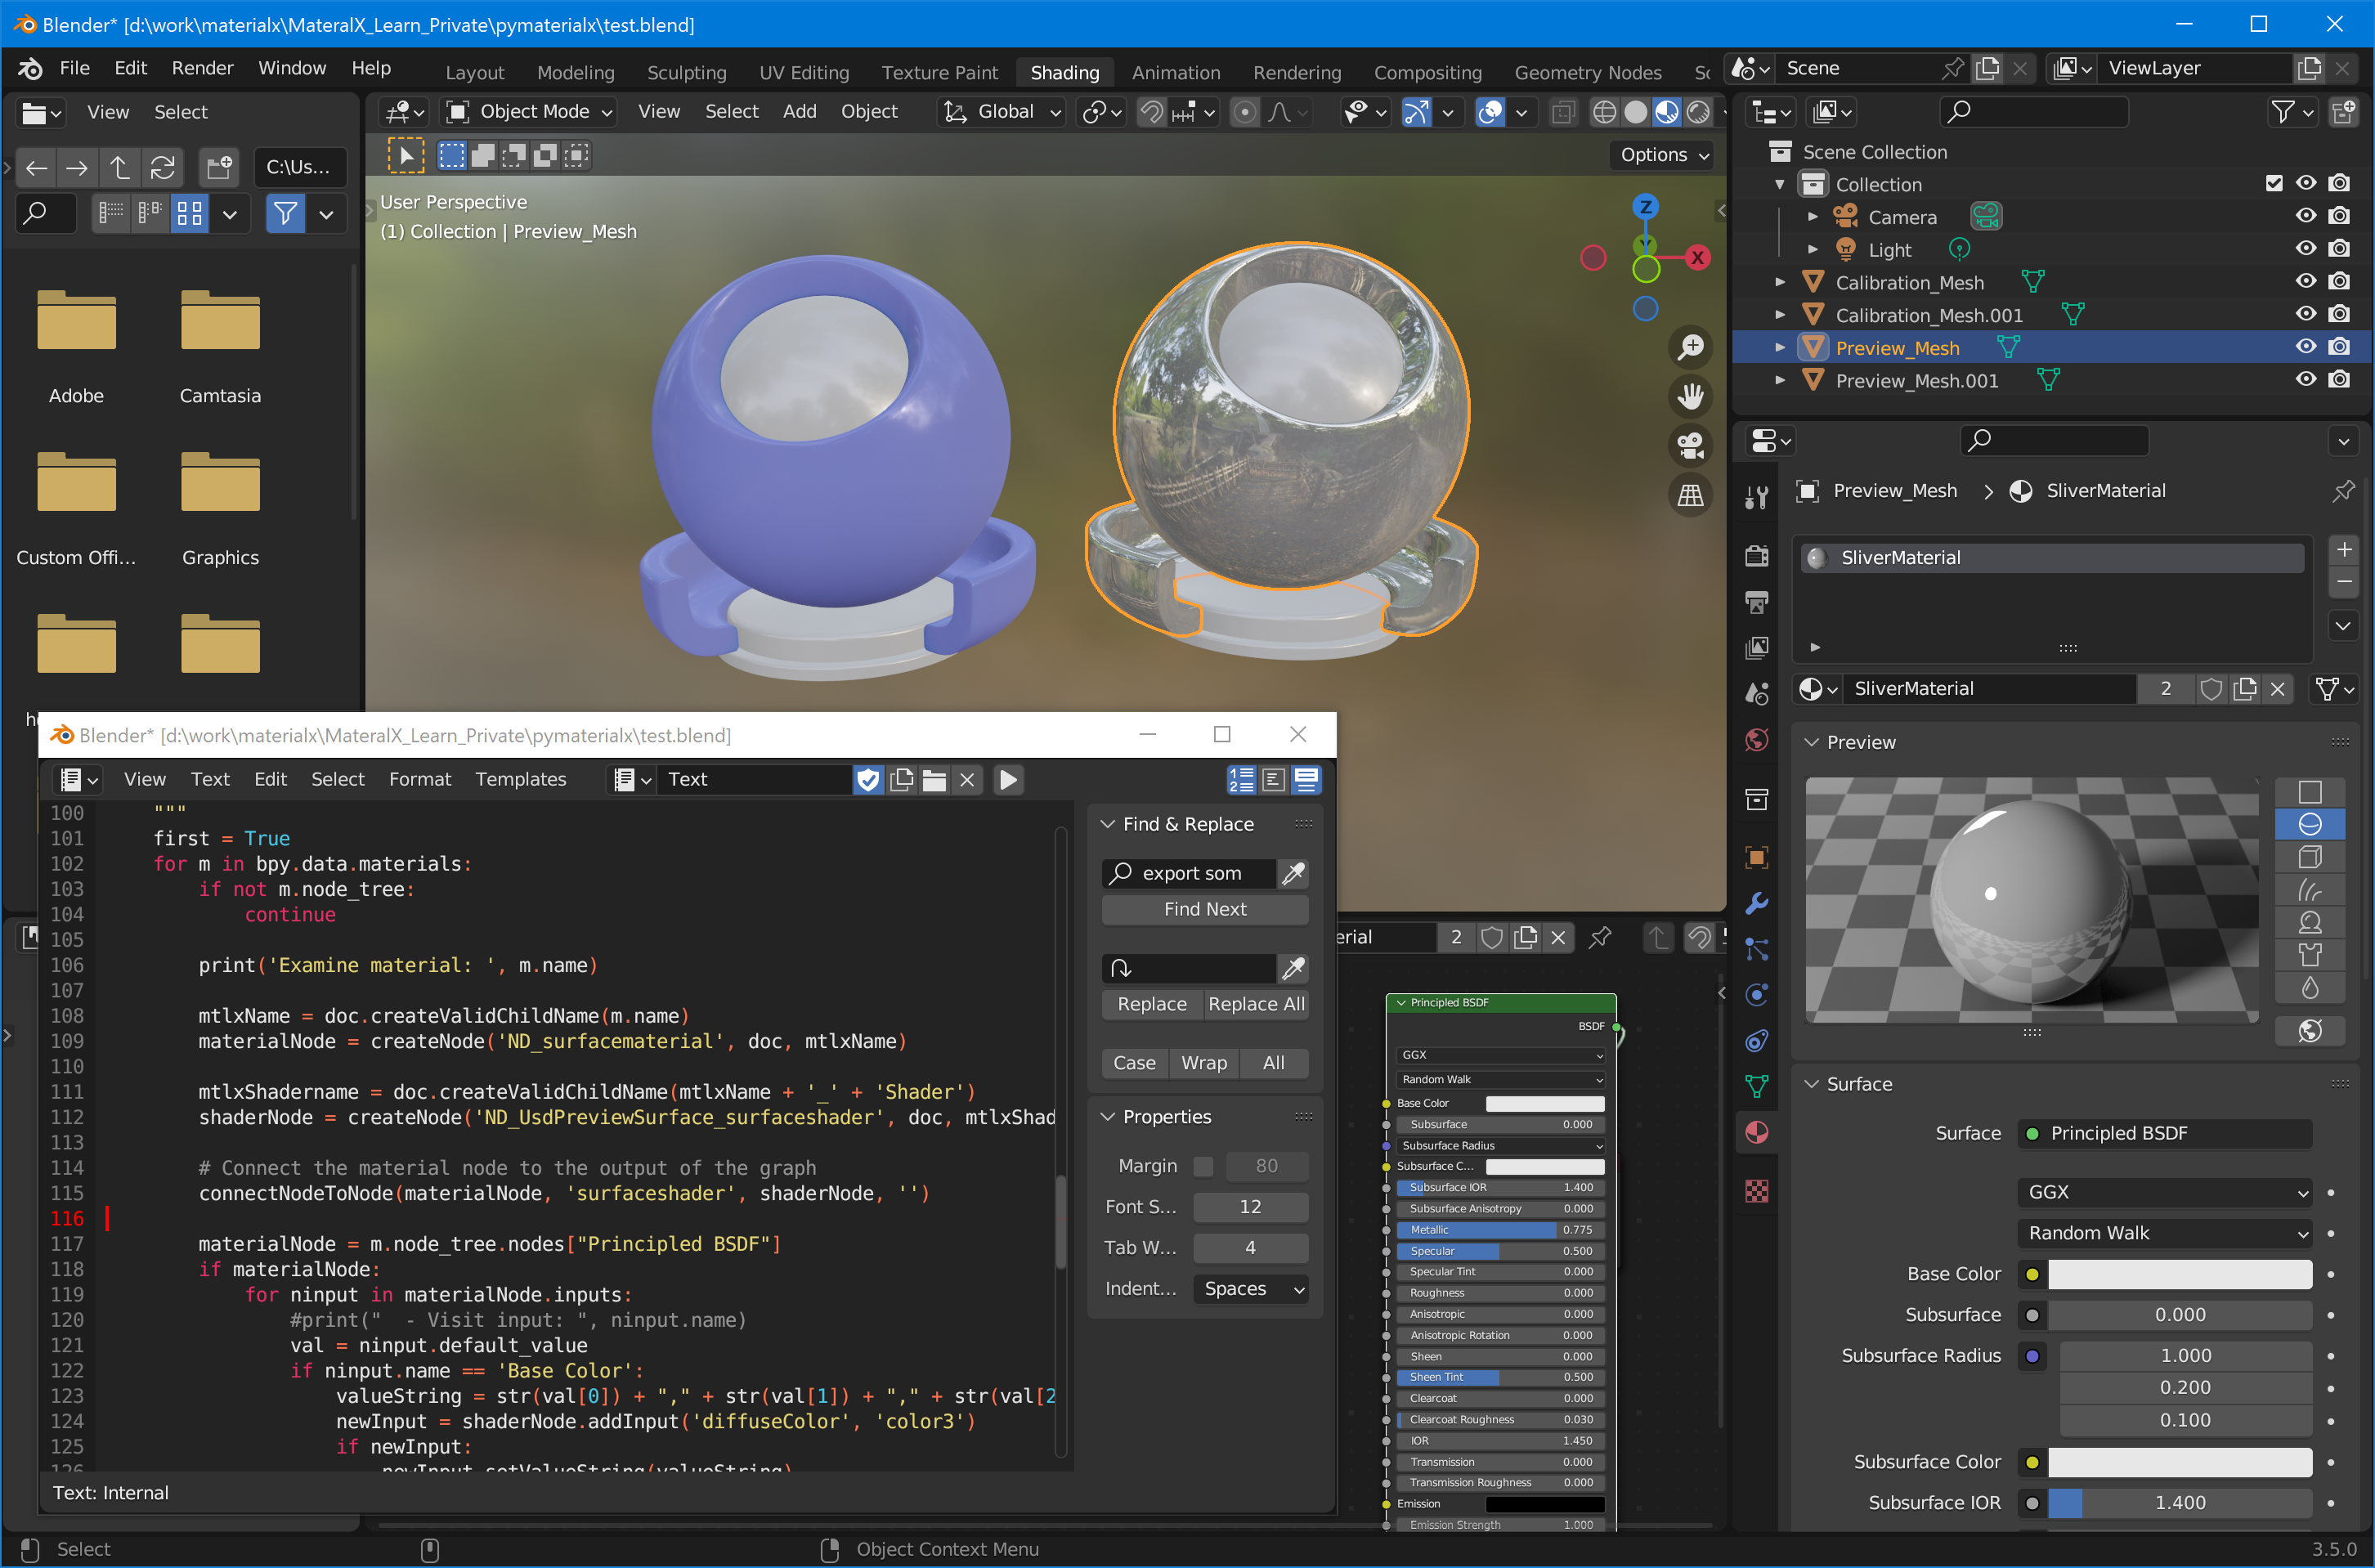 Blender* [d:\work\materialx\MateralX_Learn_Private\pymaterialx\test.blend]
File Edit Render Window Help Layout Modeling Sculpting UV Editing Texture Paint Shading Animation Rendering Compositing Geometry Nodes Sc Scene ViewLayer
View Select
Object Mode View Select Add Object Global
C:\Us...
Options
User Perspective
(1) Collection | Preview_Mesh
Z
Y
X
Adobe Camtasia
Custom Offi... Graphics
Scene Collection
Collection
Camera
Light
Calibration_Mesh
Calibration_Mesh.001
Preview_Mesh
Preview_Mesh.001
Preview_Mesh SliverMaterial
SliverMaterial
SliverMaterial 2
Preview
Blender* [d:\work\materialx\MateralX_Learn_Private\pymaterialx\test.blend]
View Text Edit Select Format Templates Text
100 """
101 first = True
102 for m in bpy.data.materials:
103 if not m.node_tree:
104 continue
105
106 print('Examine material: ', m.name)
107
108 mtlxName = doc.createValidChildName(m.name)
109 materialNode = createNode('ND_surfacematerial', doc, mtlxName)
110
111 mtlxShadername = doc.createValidChildName(mtlxName + '_' + 'Shader')
112 shaderNode = createNode('ND_UsdPreviewSurface_surfaceshader', doc, mtlxShad
113
114 # Connect the material node to the output of the graph
115 connectNodeToNode(materialNode, 'surfaceshader', shaderNode, '')
116
117 materialNode = m.node_tree.nodes["Principled BSDF"]
118 if materialNode:
119 for ninput in materialNode.inputs:
120 #print("  - Visit input: ", ninput.name)
121 val = ninput.default_value
122 if ninput.name == 'Base Color':
123 valueString = str(val[0]) + "," + str(val[1]) + "," + str(val[2
124 newInput = shaderNode.addInput('diffuseColor', 'color3')
125 if newInput:
126 newInput.setValueString(valueString)
Text: Internal
Find & Replace
export som
Find Next
Replace Replace All
Case Wrap All
Properties
Margin 80
Font S... 12
Tab W... 4
Indent... Spaces
erial 2
Principled BSDF
BSDF
GGX
Random Walk
Base Color
Subsurface 0.000
Subsurface Radius
Subsurface C...
Subsurface IOR 1.400
Subsurface Anisotropy 0.000
Metallic 0.775
Specular 0.500
Specular Tint 0.000
Roughness 0.000
Anisotropic 0.000
Anisotropic Rotation 0.000
Sheen 0.000
Sheen Tint 0.500
Clearcoat 0.000
Clearcoat Roughness 0.030
IOR 1.450
Transmission 0.000
Transmission Roughness 0.000
Emission
Emission Strength 1.000
Surface
Surface Principled BSDF
GGX
Random Walk
Base Color
Subsurface 0.000
Subsurface Radius 1.000
0.200
0.100
Subsurface Color
Subsurface IOR 1.400
Select Object Context Menu 3.5.0